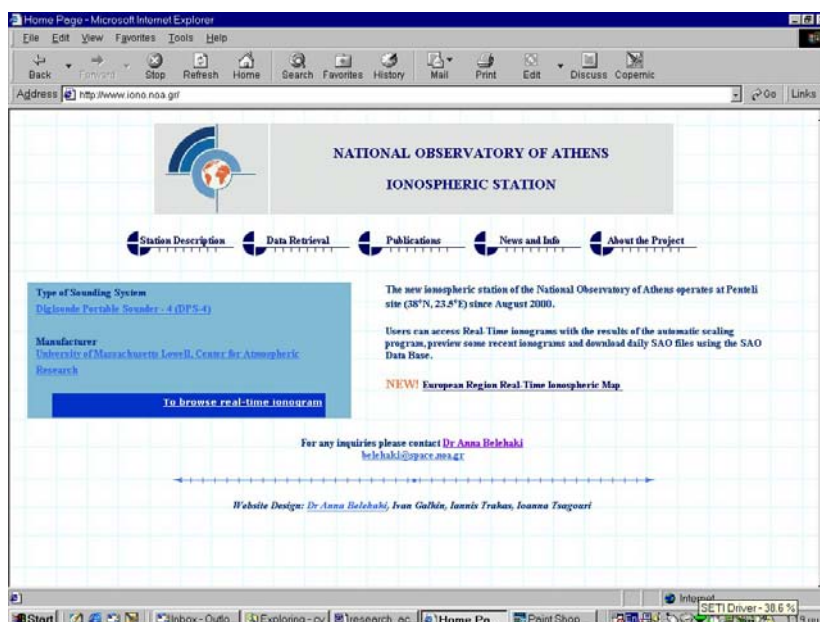 Home Page - Microsoft Internet Explorer
File Edit View Favorites Tools Help
Back Forward Stop Refresh Home Search Favorites History Mail Print Edit Discuss Copernic
Address http://www.iono.noa.gr/ Go Links
NATIONAL OBSERVATORY OF ATHENS
IONOSPHERIC STATION
Station Description Data Retrieval Publications News and Info About the Project
Type of Sounding System
Digisonde Portable Sounder - 4 (DPS-4)
Manufacturer
University of Massachusetts Lowell, Center for Atmospheric
Research
To browse real-time ionogram
The new ionospheric station of the National Observatory of Athens operates at Penteli
site (38°N, 23.5°E) since August 2000.
Users can access Real-Time ionograms with the results of the automatic scaling
program, preview some recent ionograms and download daily SAO files using the SAO
Data Base.
NEW! European Region Real-Time Ionospheric Map
For any inquiries please contact Dr Anna Belehaki
belehaki@space.noa.gr
Website Design: Dr Anna Belehaki, Ivan Galkin, Iannis Trakas, Ioanna Tsagouri
Internet
SETI Driver - 38.6 %
Start Inbox - Outlo... Exploring - cv research_ac... Home Pa... Paint Shop...